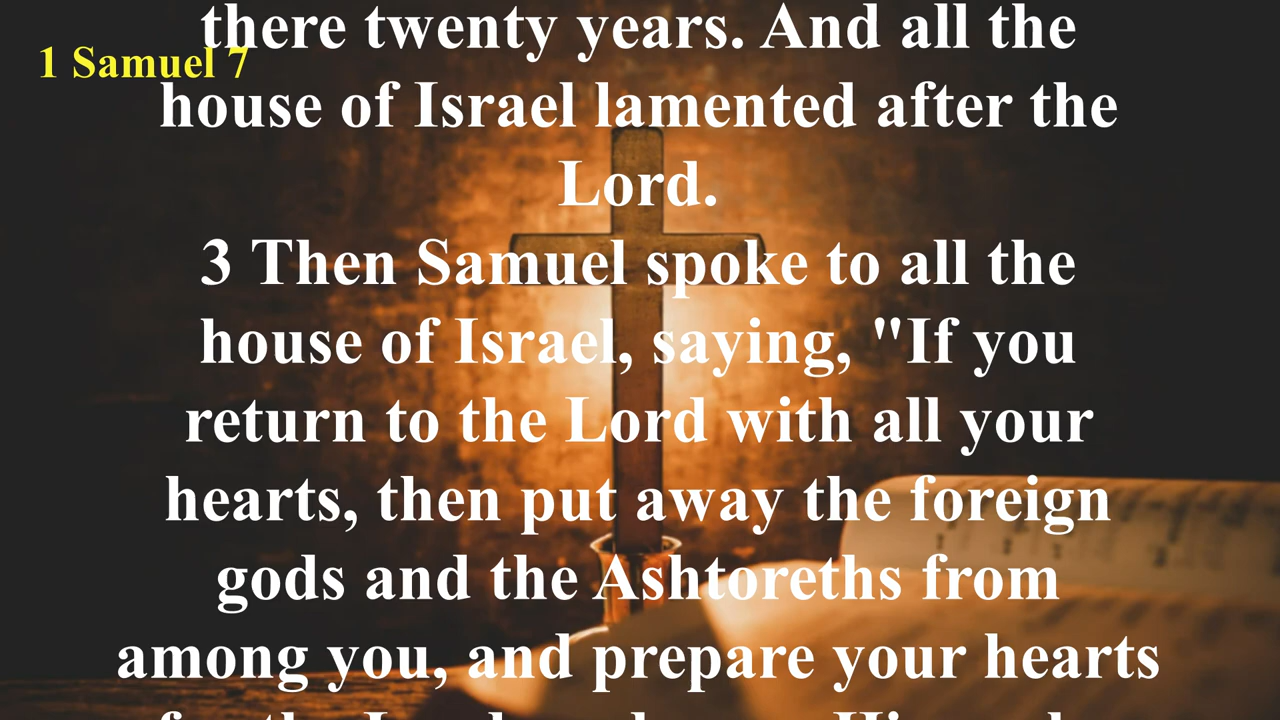 there twenty years. And all the
1 Samuel 7
house of Israel lamented after the
Lord.
3 Then Samuel spoke to all the
house of Israel, saying, "If you
return to the Lord with all your
hearts, then put away the foreign
gods and the Ashtoreths from
among you, and prepare your hearts